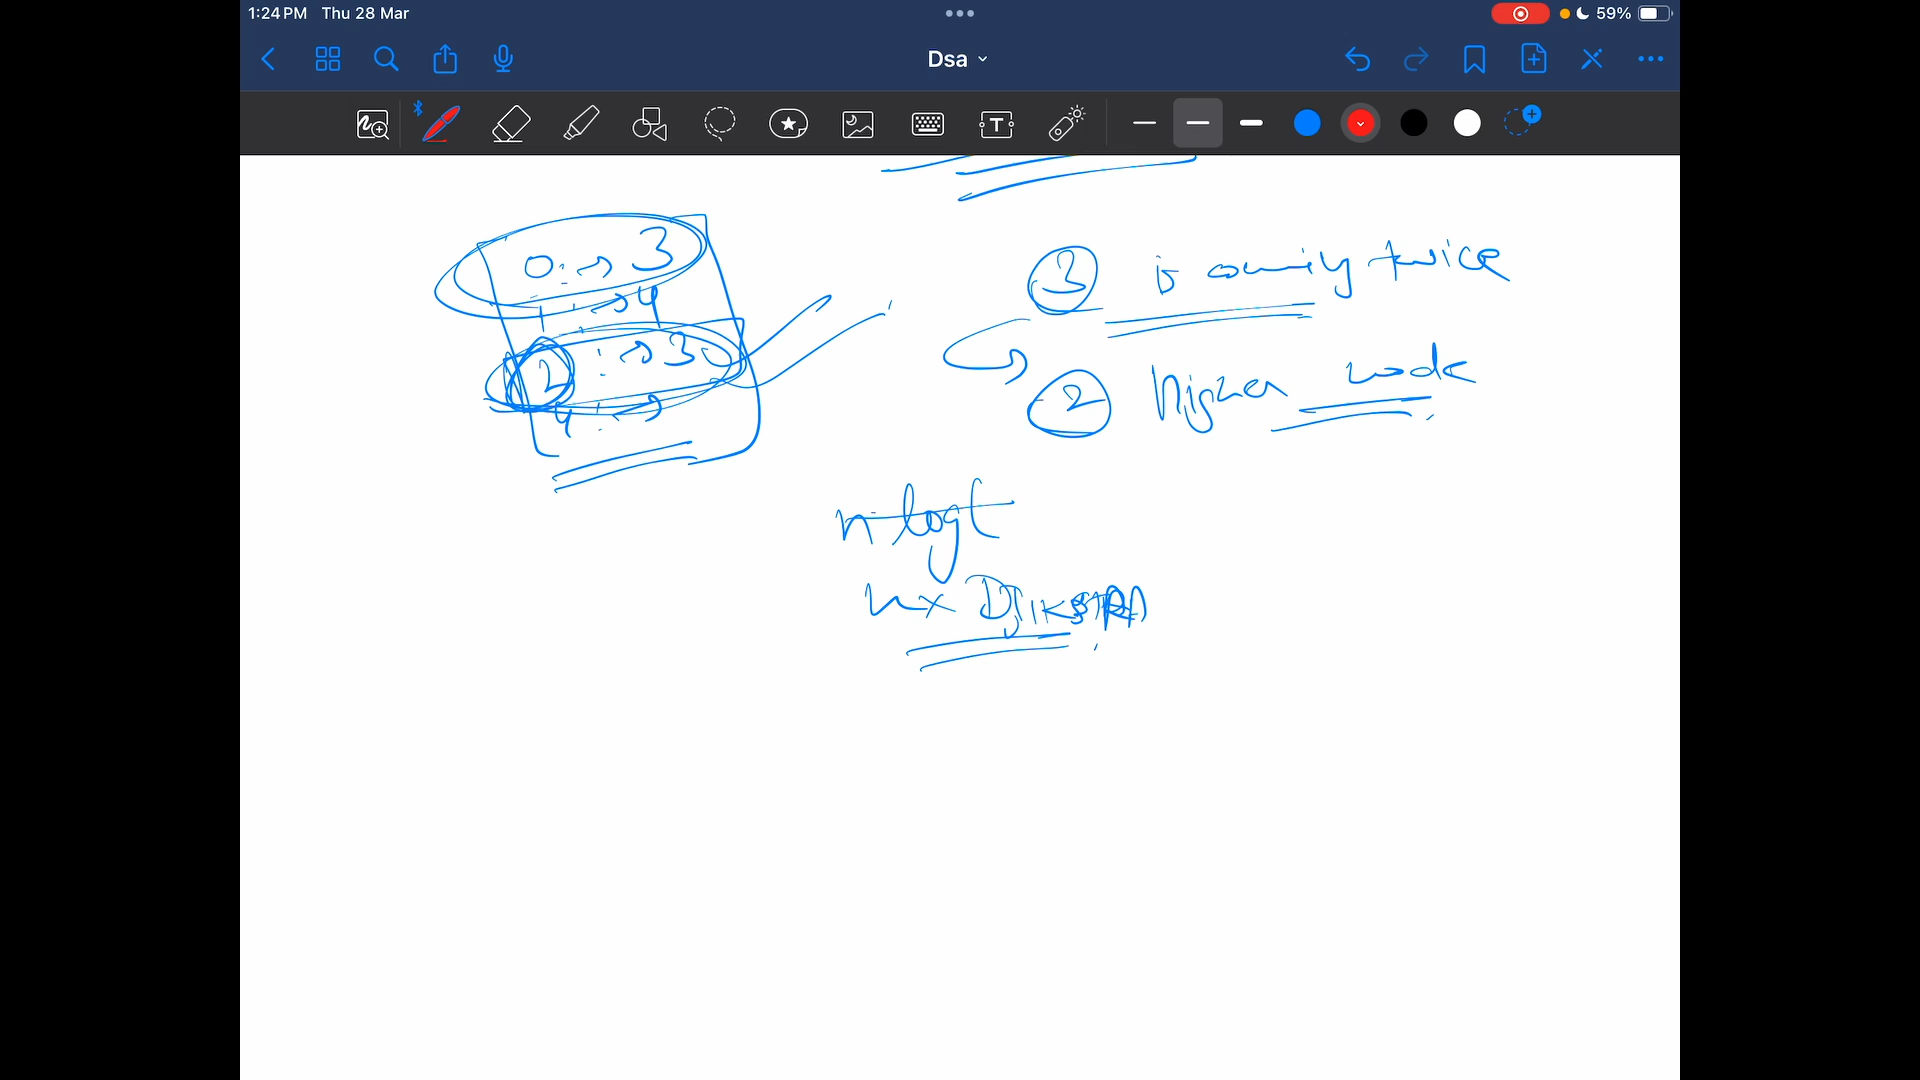 1:24 PM Thu 28 Mar
59%
Dsa
T
0 : → 3
1 : → 4
2 : → 3
4 : →
3 is coming twice
2 higher node
n log
n x DJIKSTRA